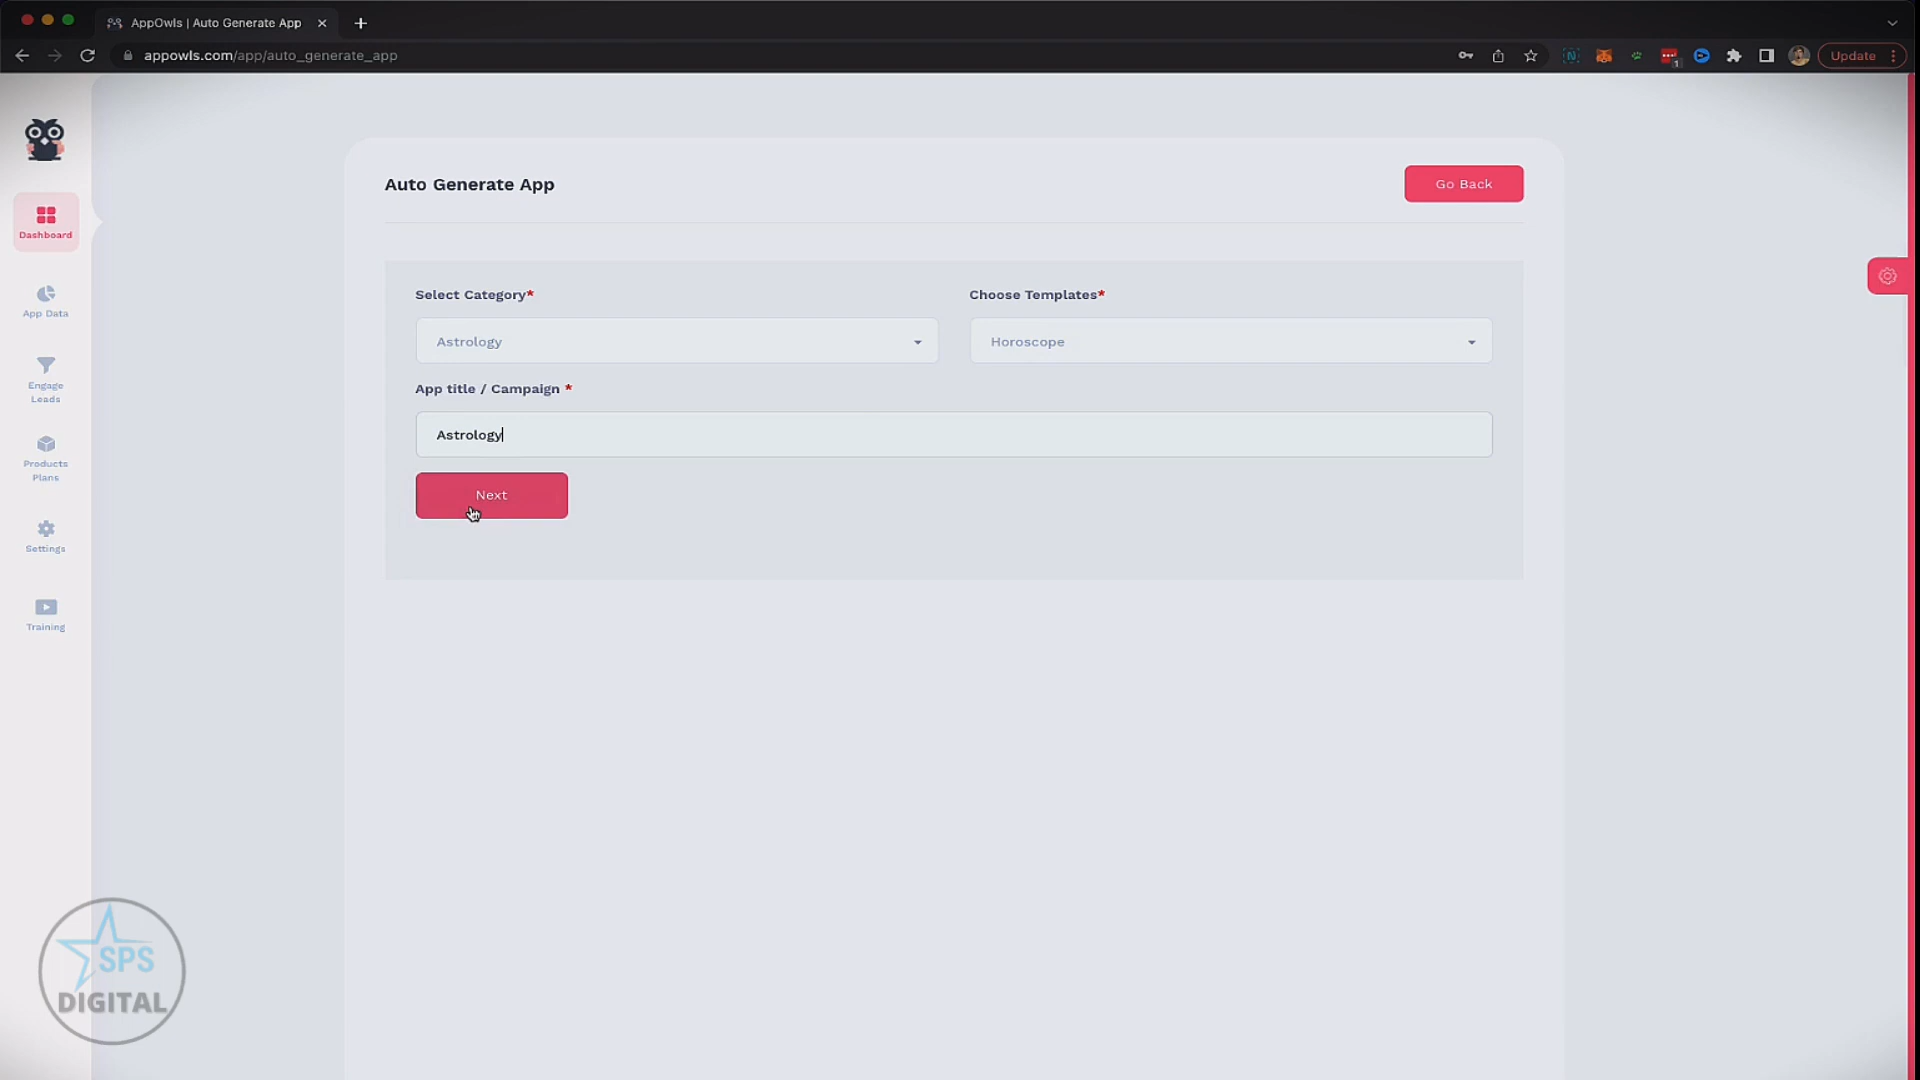 AppOwls | Auto Generate App
appowls.com/app/auto_generate_app
Update
Auto Generate App
Go Back
Dashboard
App Data
Engage
Leads
Products
Plans
Settings
Training
Select Category*
Choose Templates*
Astrology
Horoscope
App title / Campaign *
Astrology
Next
SPS
DIGITAL
N
1